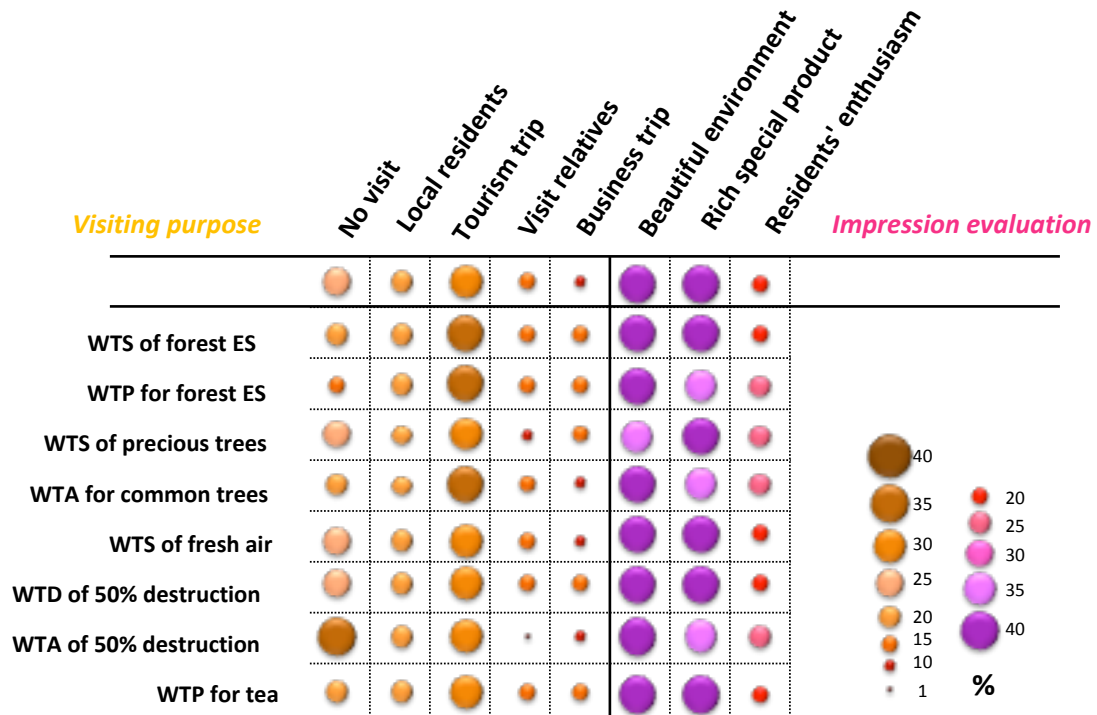 No visit
Local residents
Tourism trip
Visit relatives
Business trip
Beautiful environment
Rich special product
Residents' enthusiasm
Visiting purpose
Impression evaluation
WTS of forest ES
WTP for forest ES
WTS of precious trees
WTA for common trees
WTS of fresh air
WTD of 50% destruction
WTA of 50% destruction
WTP for tea
40
35
30
25
20
15
10
1
20
25
30
35
40
%